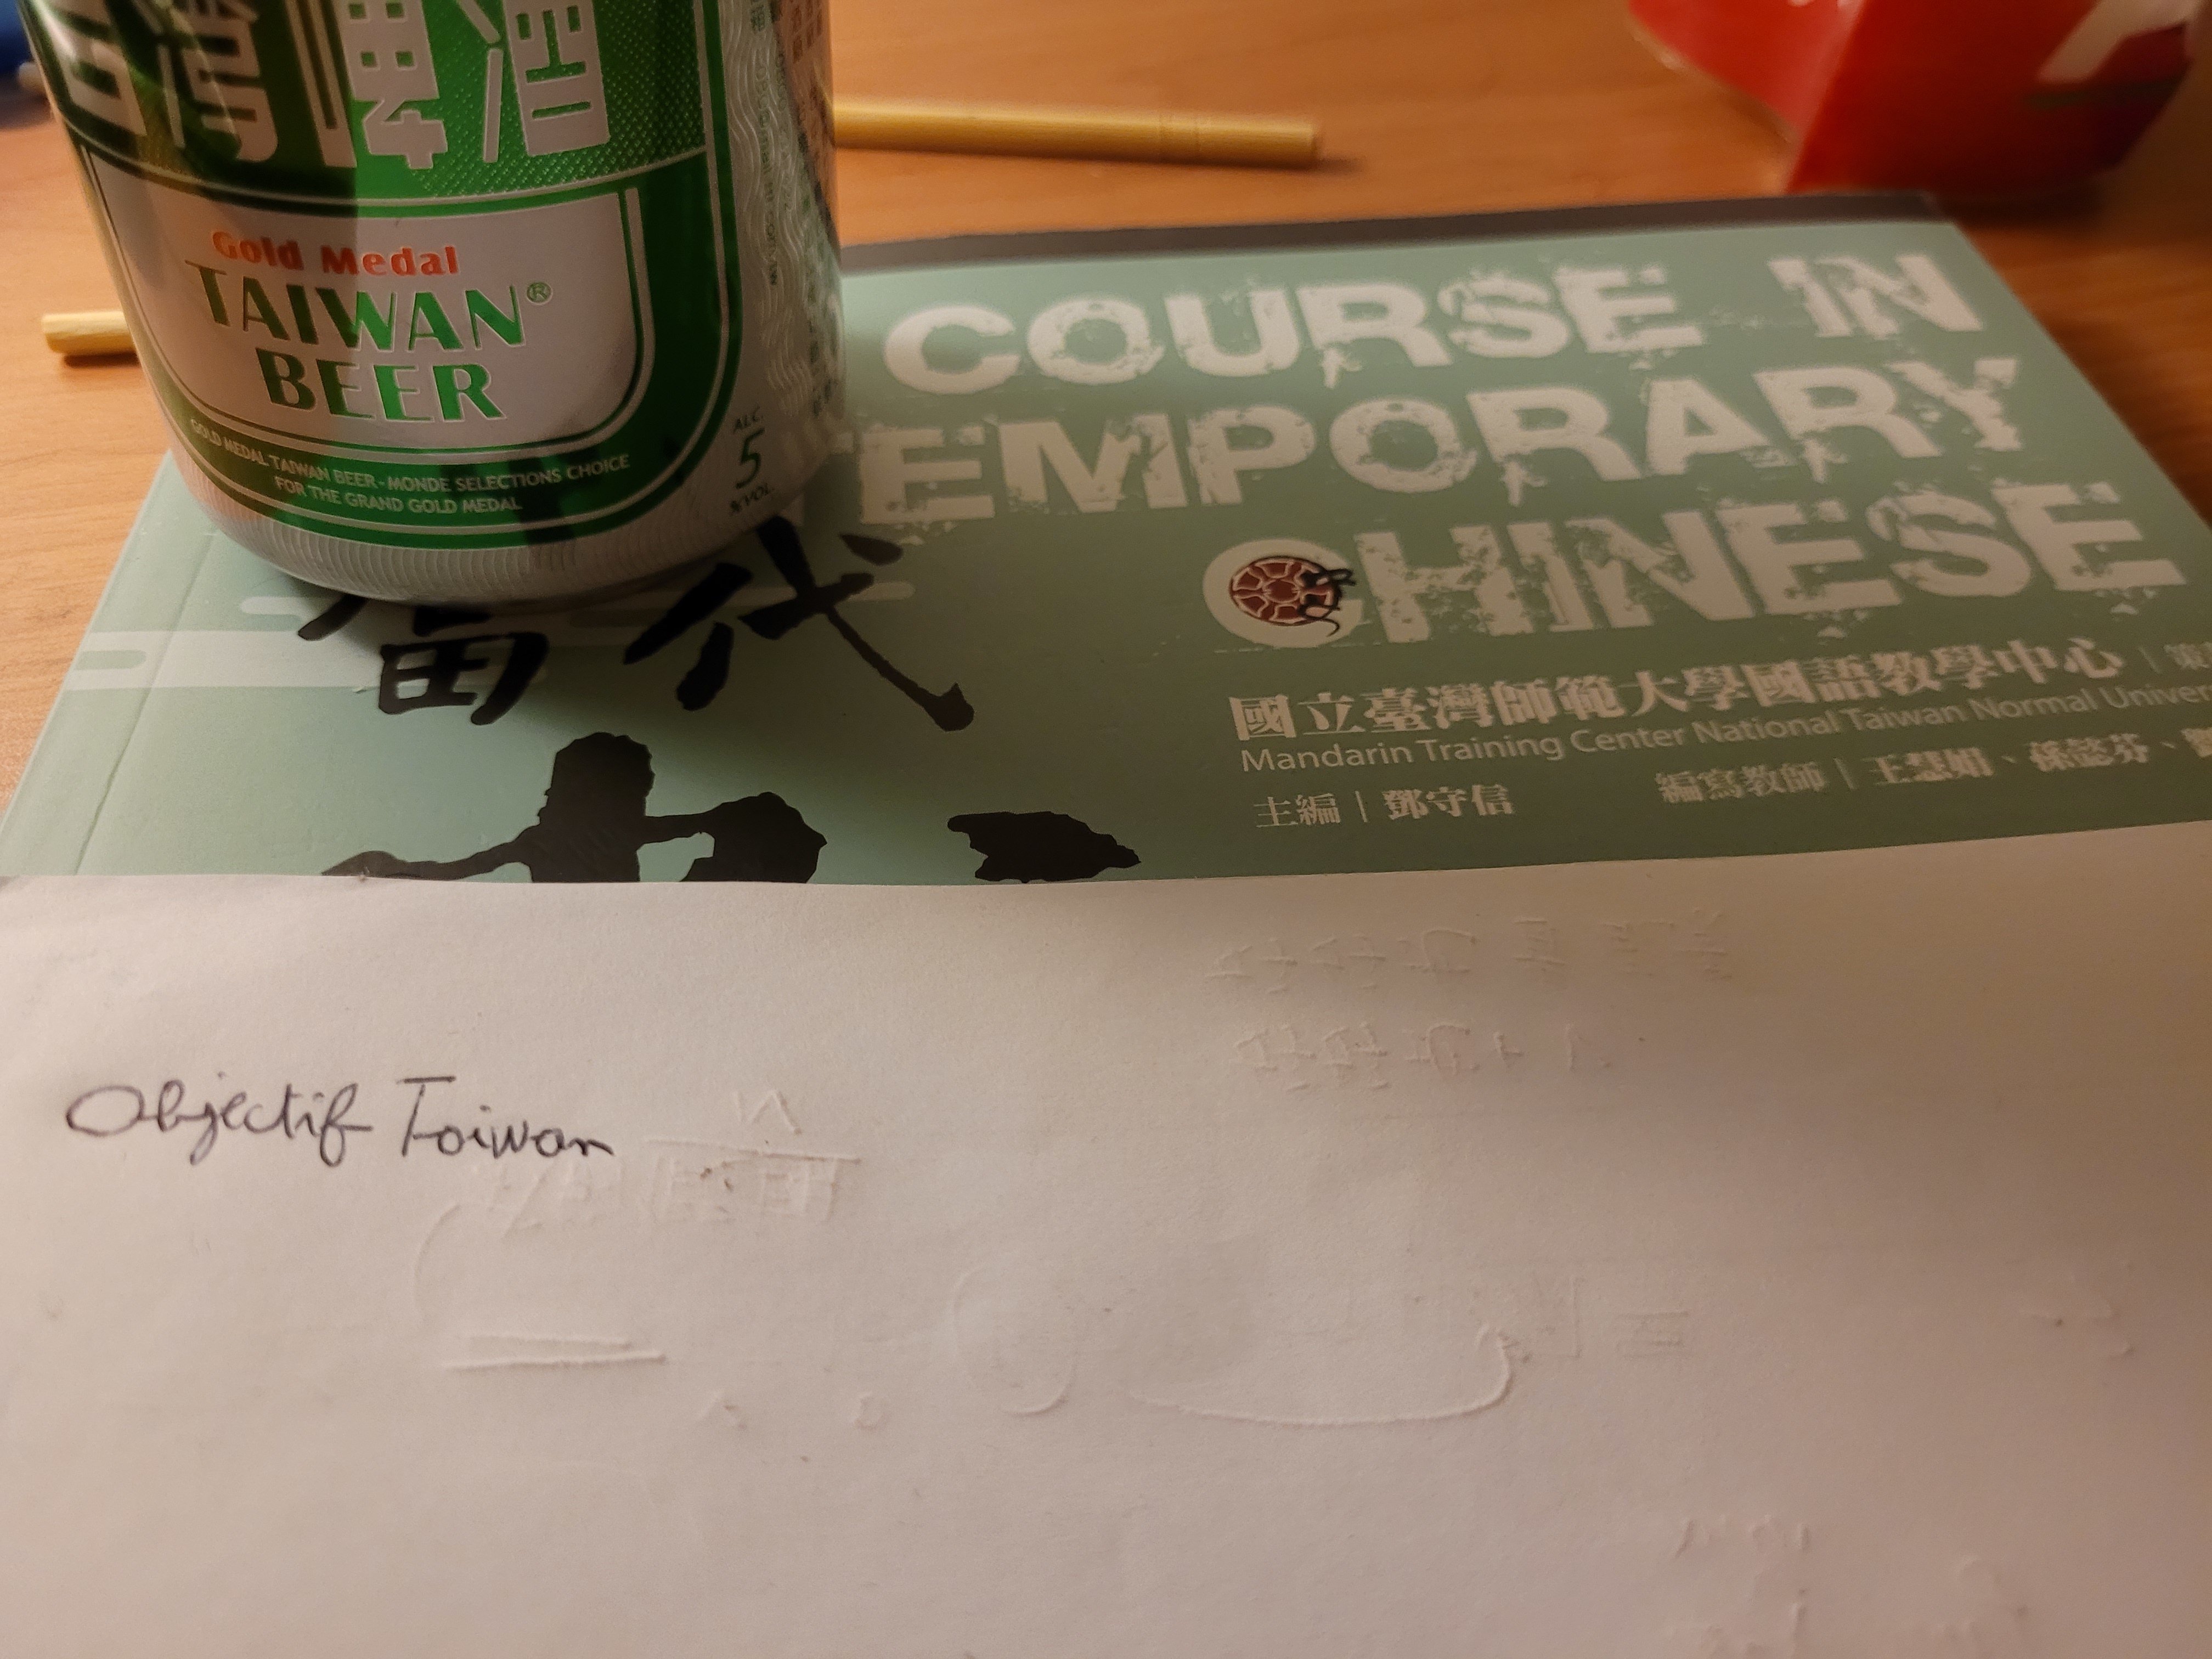 台灣啤酒
Gold Medal
TAIWAN®
BEER
GOLD MEDAL TAIWAN BEER-MONDE SELECTIONS CHOICE
FOR THE GRAND GOLD MEDAL
ALC.
5
%VOL.
COURSE IN
TEMPORARY
CHINESE
當代
中
國立臺灣師範大學國語教學中心 | 策
Mandarin Training Center National Taiwan Normal Univer
主編 | 鄧守信
編寫教師 | 王慧娟、孫懿芬、
Objectif Taiwan